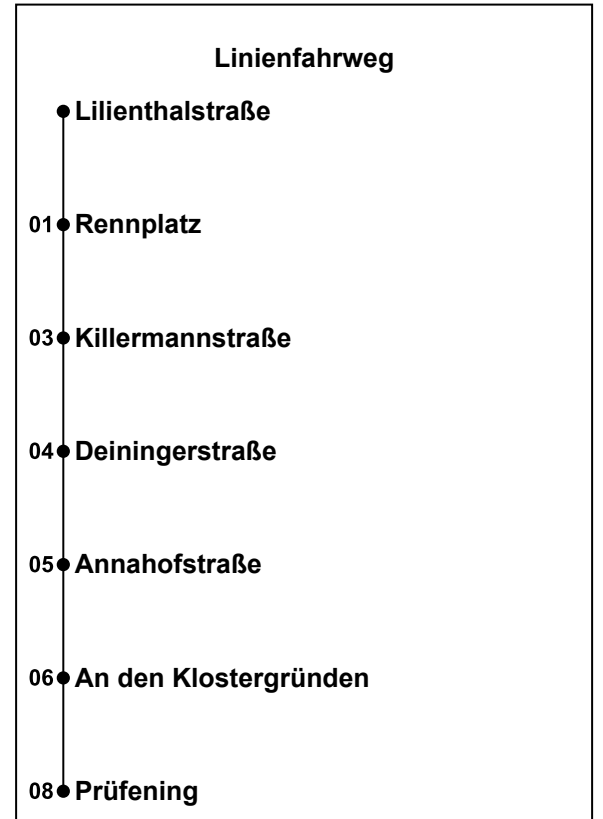 Linienfahrweg
Lilienthalstraße
01 Rennplatz
03 Killermannstraße
04 Deiningerstraße
05 Annahofstraße
06 An den Klostergründen
08 Prüfening